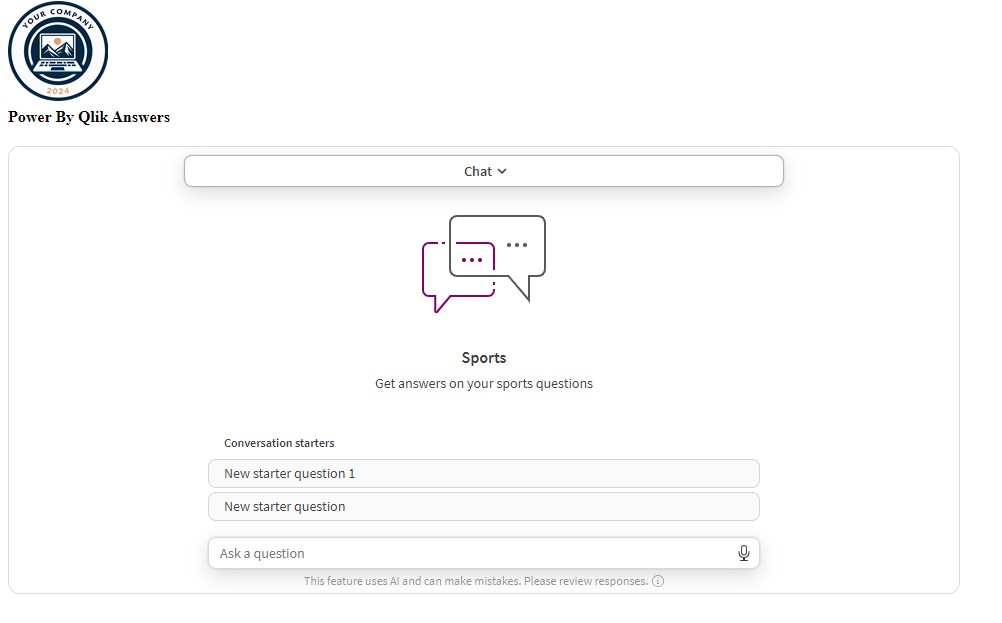 YOUR COMPANY
2024
Power By Qlik Answers
Chat
Sports
Get answers on your sports questions
Conversation starters
New starter question 1
New starter question
Ask a question
This feature uses AI and can make mistakes. Please review responses.